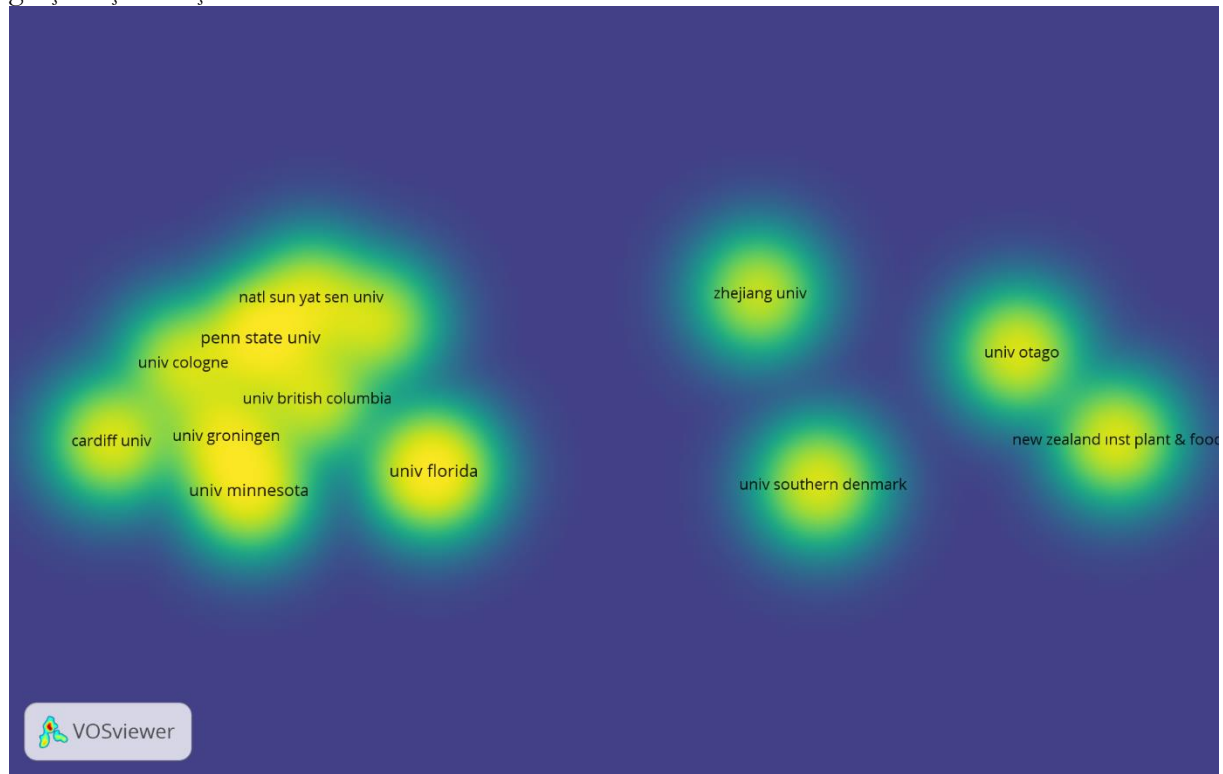 natl sun yat sen univ
penn state univ
univ cologne
univ british columbia
cardiff univ
univ groningen
univ minnesota
univ florida
zhejiang univ
univ southern denmark
univ otago
new zealand ınst plant & food
VOSviewer